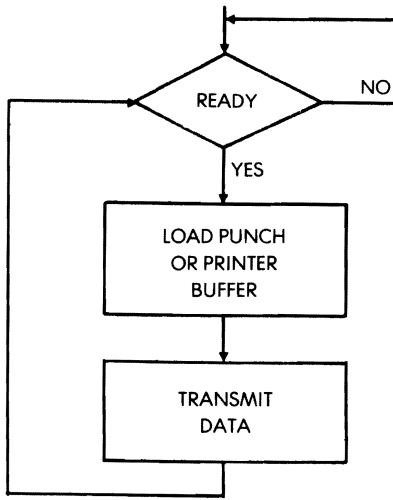 READY
NO
YES
LOAD PUNCH
OR PRINTER
BUFFER
TRANSMIT
DATA